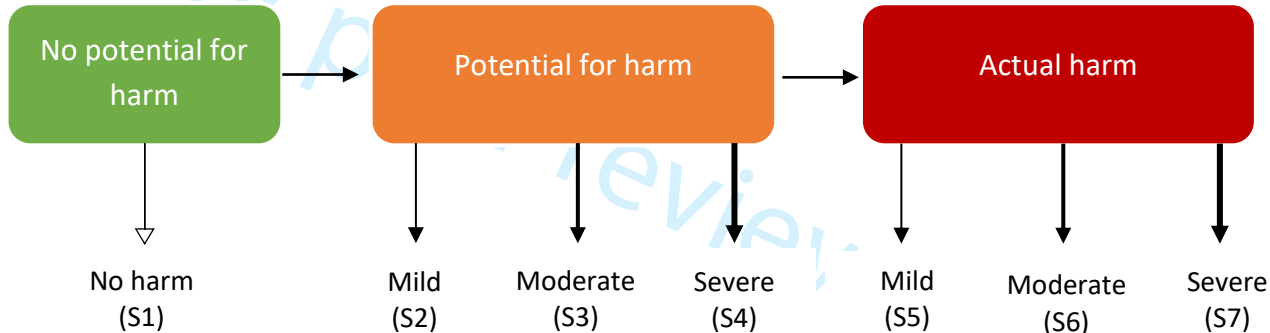 No potential for
harm
Potential for harm
Actual harm
No harm
(S1)
Mild
(S2)
Moderate
(S3)
Severe
(S4)
Mild
(S5)
Moderate
(S6)
Severe
(S7)
review